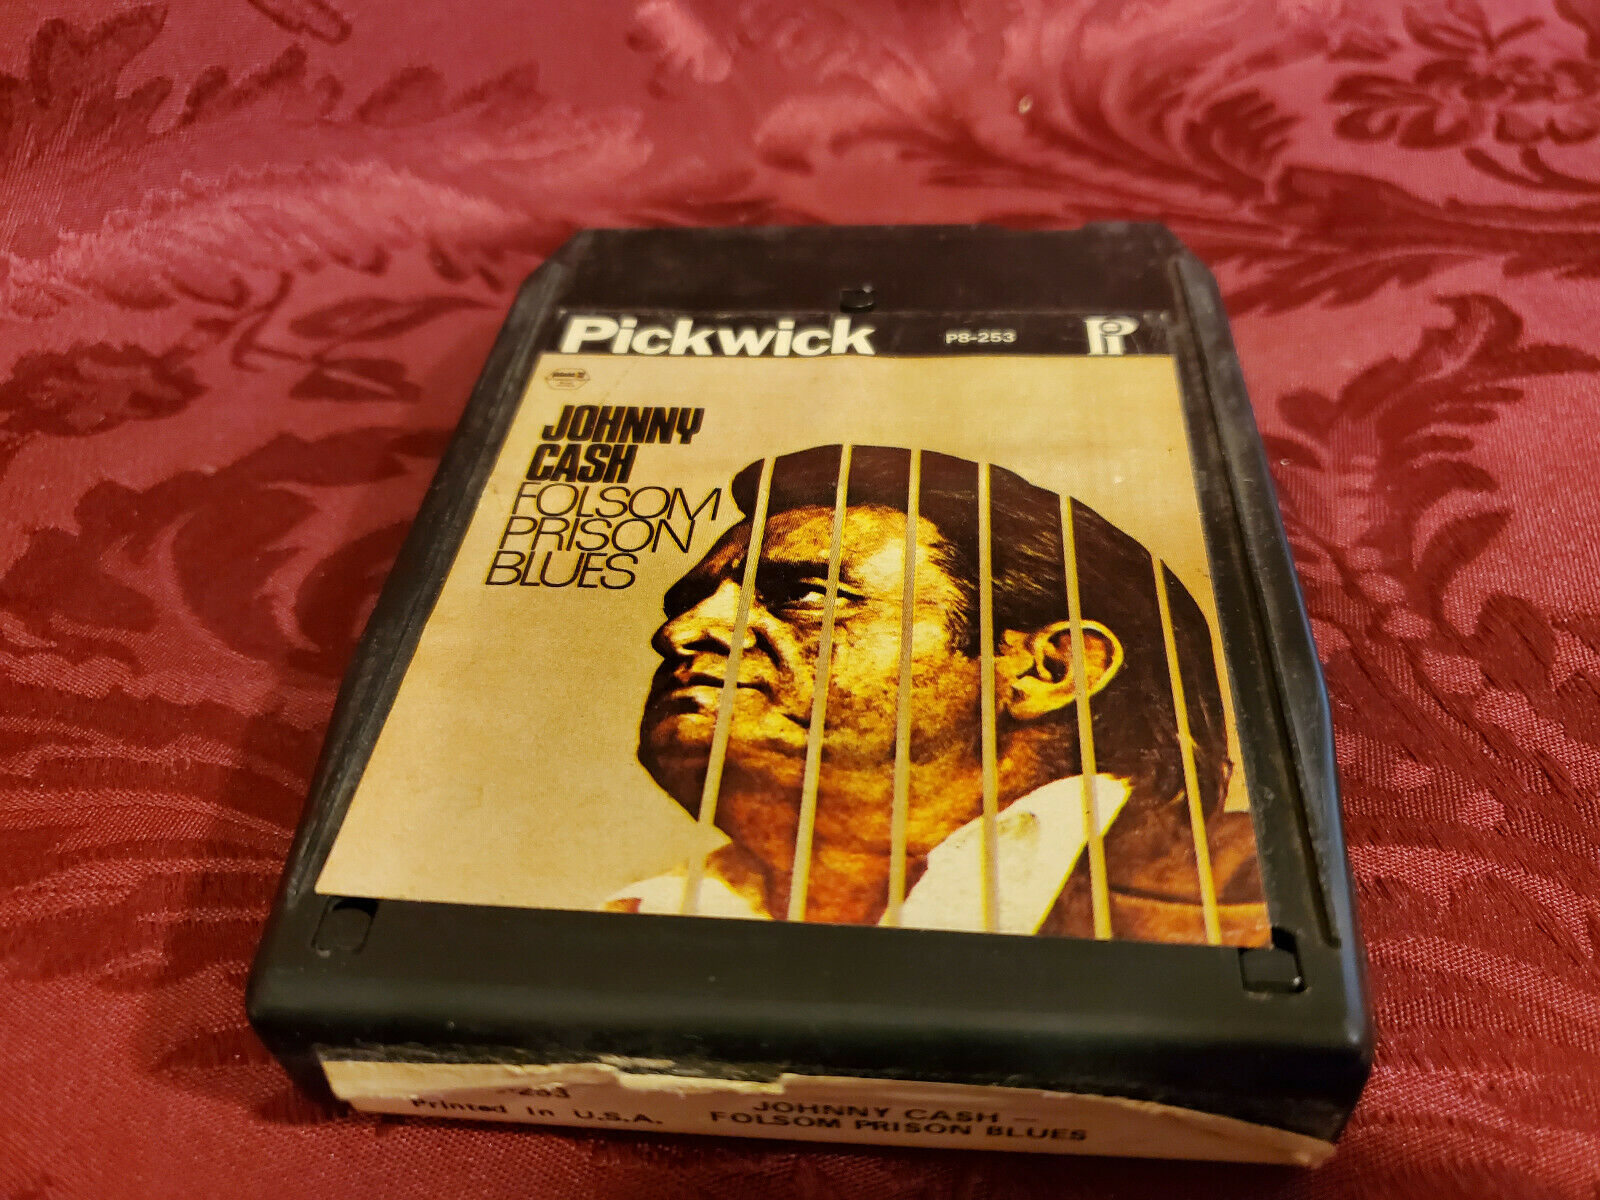 Pickwick P8-253
JOHNNY
CASH
FOLSOM
PRISON
BLUES
Printed in U.S.A.
JOHNNY CASH —
FOLSOM PRISON BLUES